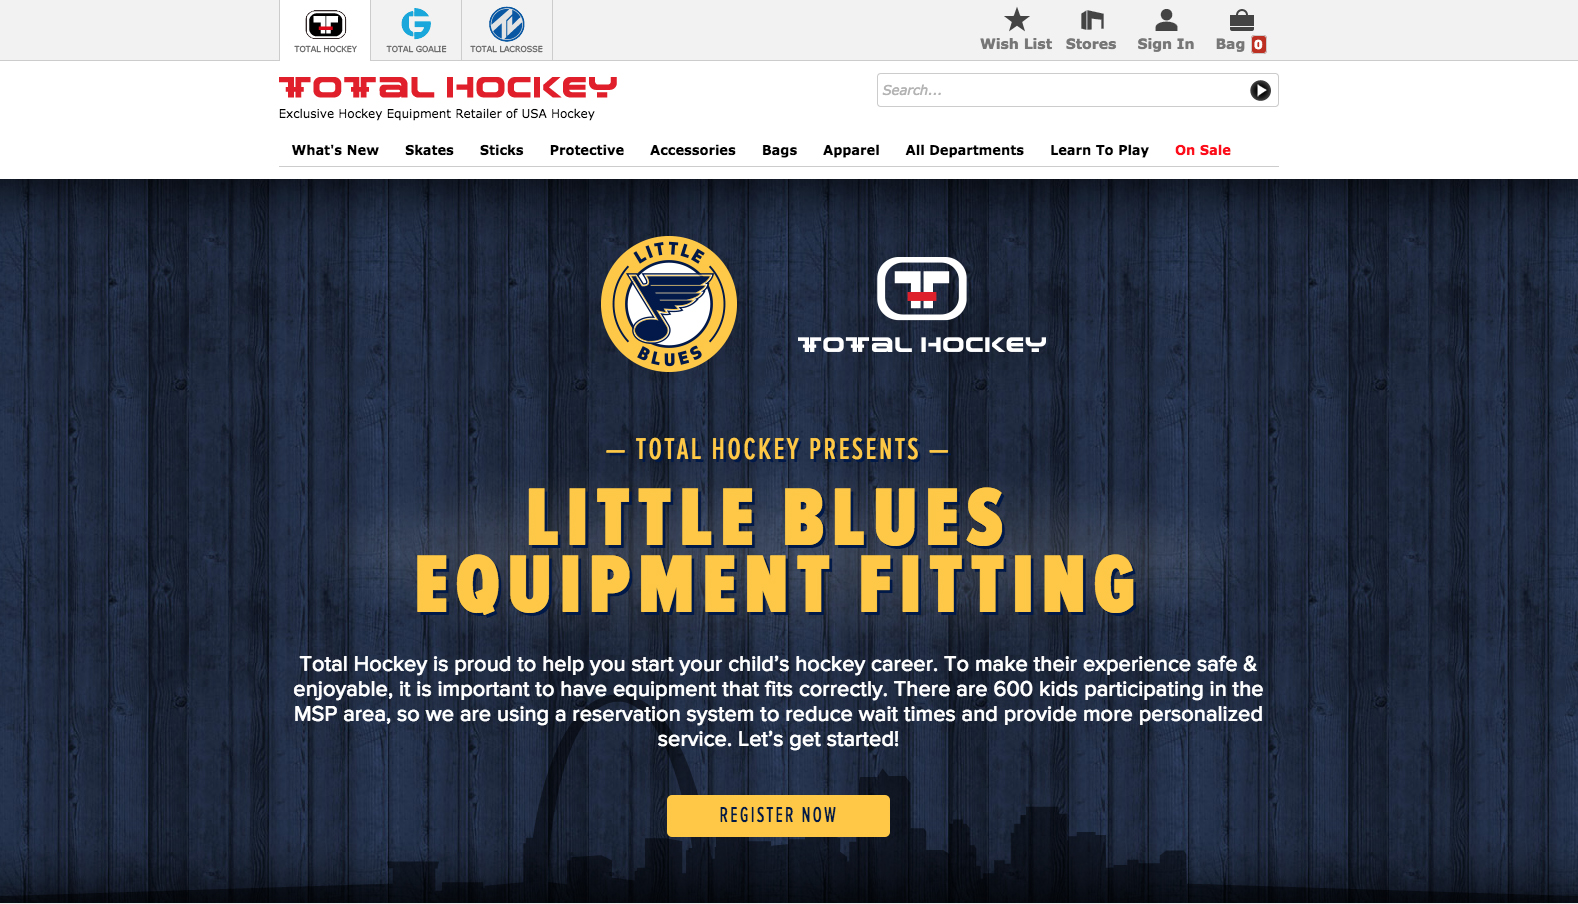 TOTAL HOCKEY
TOTAL GOALIE
TOTAL LACROSSE
Wish List
Stores
Sign In
Bag 0
TOTAL HOCKEY
Exclusive Hockey Equipment Retailer of USA Hockey
Search...
What's New Skates Sticks Protective Accessories Bags Apparel All Departments Learn To Play On Sale
LITTLE
BLUES
TOTAL HOCKEY
— TOTAL HOCKEY PRESENTS —
LITTLE BLUES
EQUIPMENT FITTING
Total Hockey is proud to help you start your child’s hockey career. To make their experience safe &
enjoyable, it is important to have equipment that fits correctly. There are 600 kids participating in the
MSP area, so we are using a reservation system to reduce wait times and provide more personalized
service. Let’s get started!
REGISTER NOW